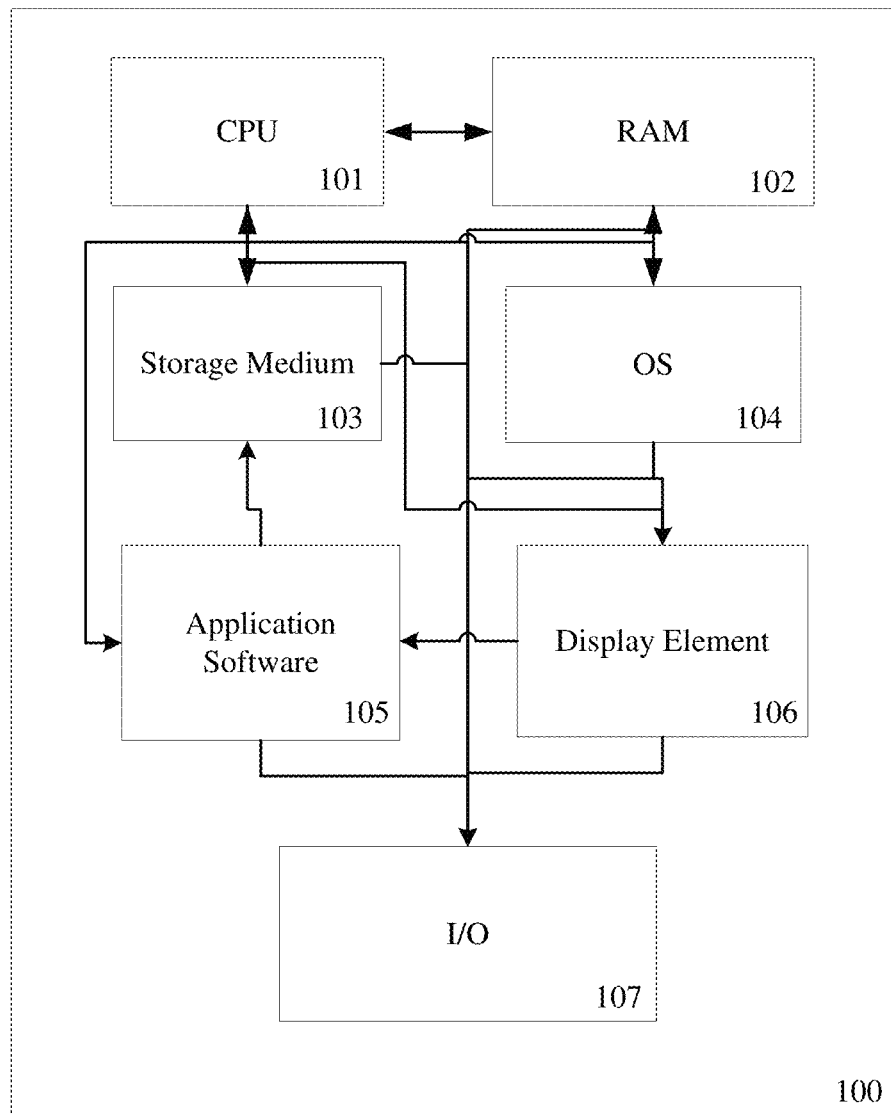 CPU
101
RAM
102
Storage Medium
103
OS
104
Application
Software
105
Display Element
106
I/O
107
100